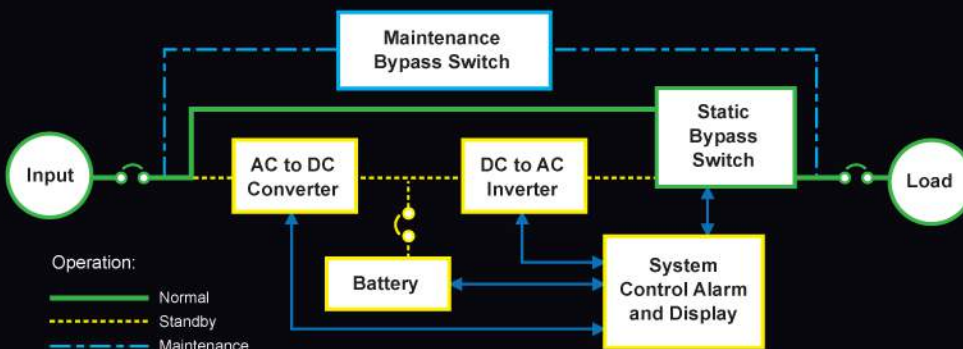 Maintenance
Bypass Switch
Static
Bypass
Switch
Input
AC to DC
Converter
DC to AC
Inverter
Load
Operation:
Normal
Standby
Maintenance
Battery
System
Control Alarm
and Display